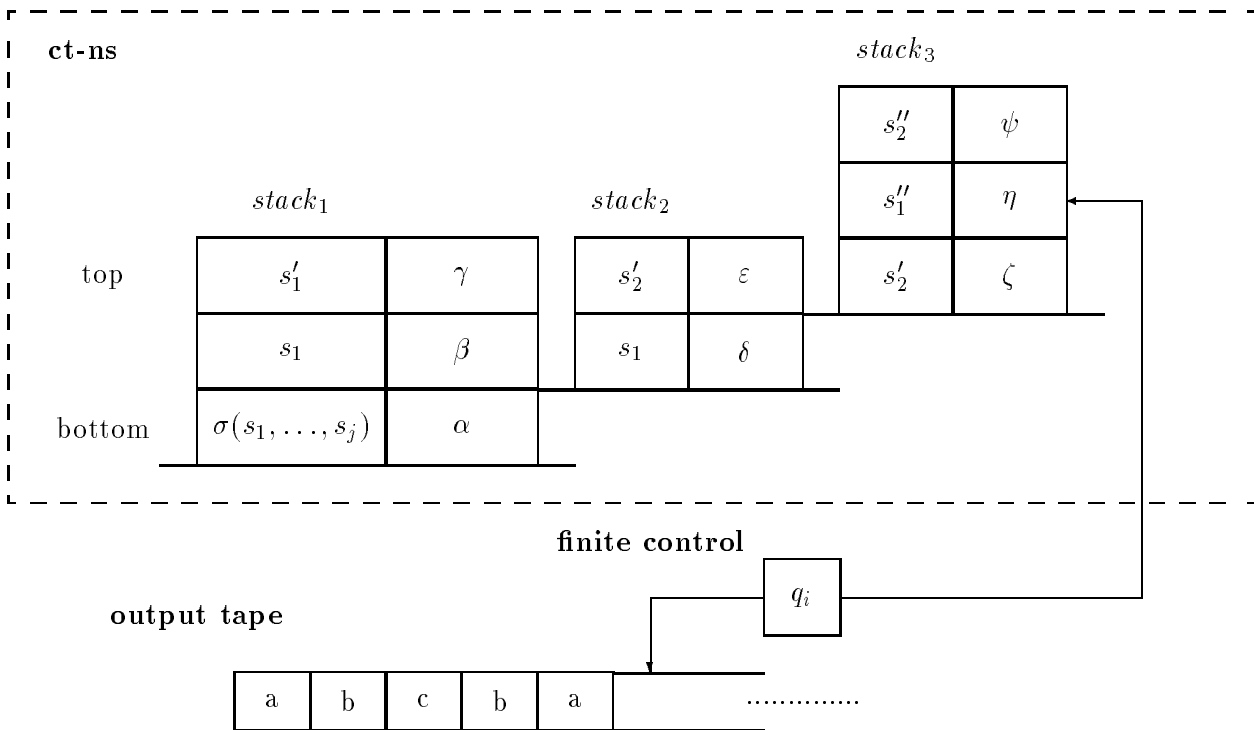 ct-ns
stack₃
s″₂ ψ
stack₁ stack₂ s″₁ η
top s′₁ γ s′₂ ε s′₂ ζ
s₁ β s₁ δ
bottom σ(s₁, . . . , sⱼ) α
finite control
qᵢ
output tape
a b c b a ..............